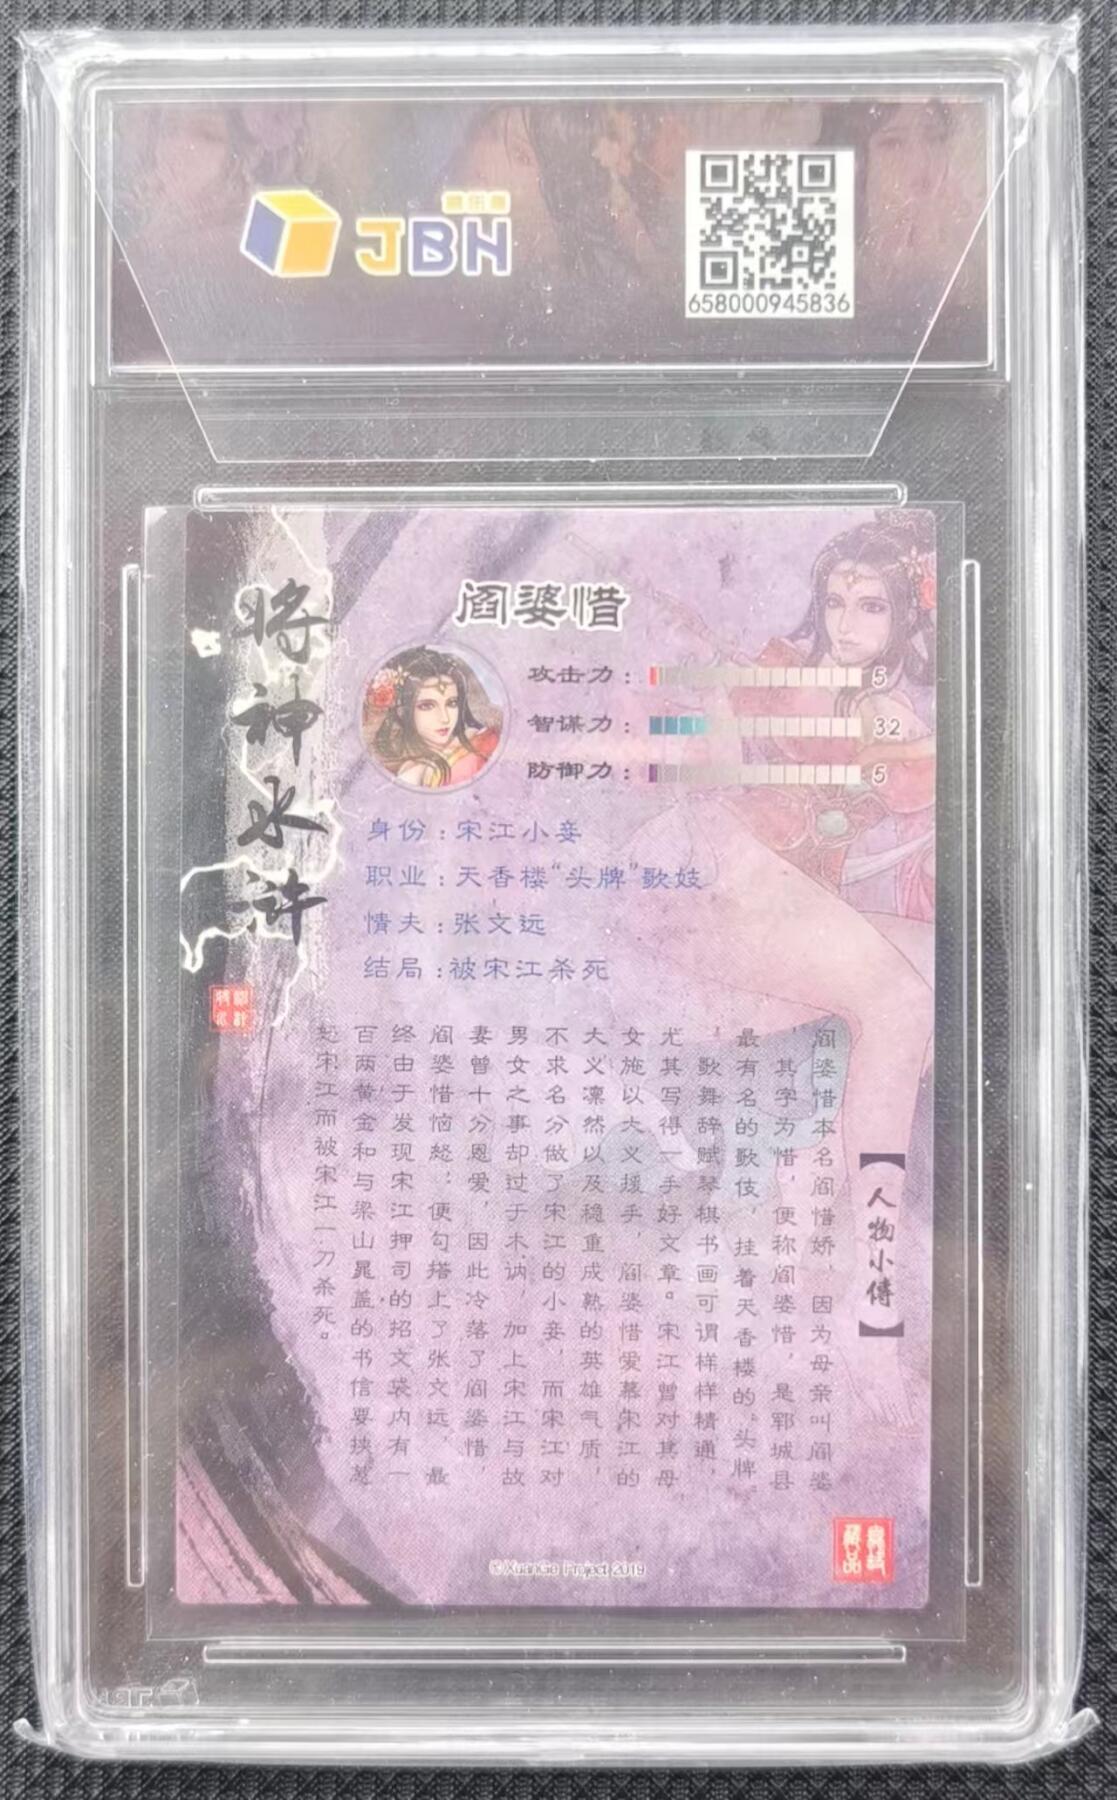 JBH
658000945836
将神水浒
阎婆惜
攻击力：5
智谋力：32
防御力：5
身份：宋江小妾
职业：天香楼“头牌”歌妓
情夫：张文远
结局：被宋江杀死
【人物小传】
阎婆惜本名阎惜娇，因为母亲叫阎婆
，其字为惜，便称阎婆惜，是郓城县
最有名的歌伎，挂着天香楼的“头牌”
，歌舞辞赋琴棋书画可谓样样精通，
尤其写得一手好文章。宋江曾对其母
女施以大义援手，阎婆惜爱慕宋江的
大义凛然以及稳重成熟的英雄气质，
不求名分做了宋江的小妾，而宋江对
男女之事却过于木讷，加上宋江与故
妻曾十分恩爱，因此冷落了阎婆惜，
阎婆惜恼怒，便勾搭上了张文远，最
终由于发现宋江押司的招文袋内有一
百两黄金和与梁山晁盖的书信要挟惹
怒宋江而被宋江一刀杀死。
©XuanGe Project 2019